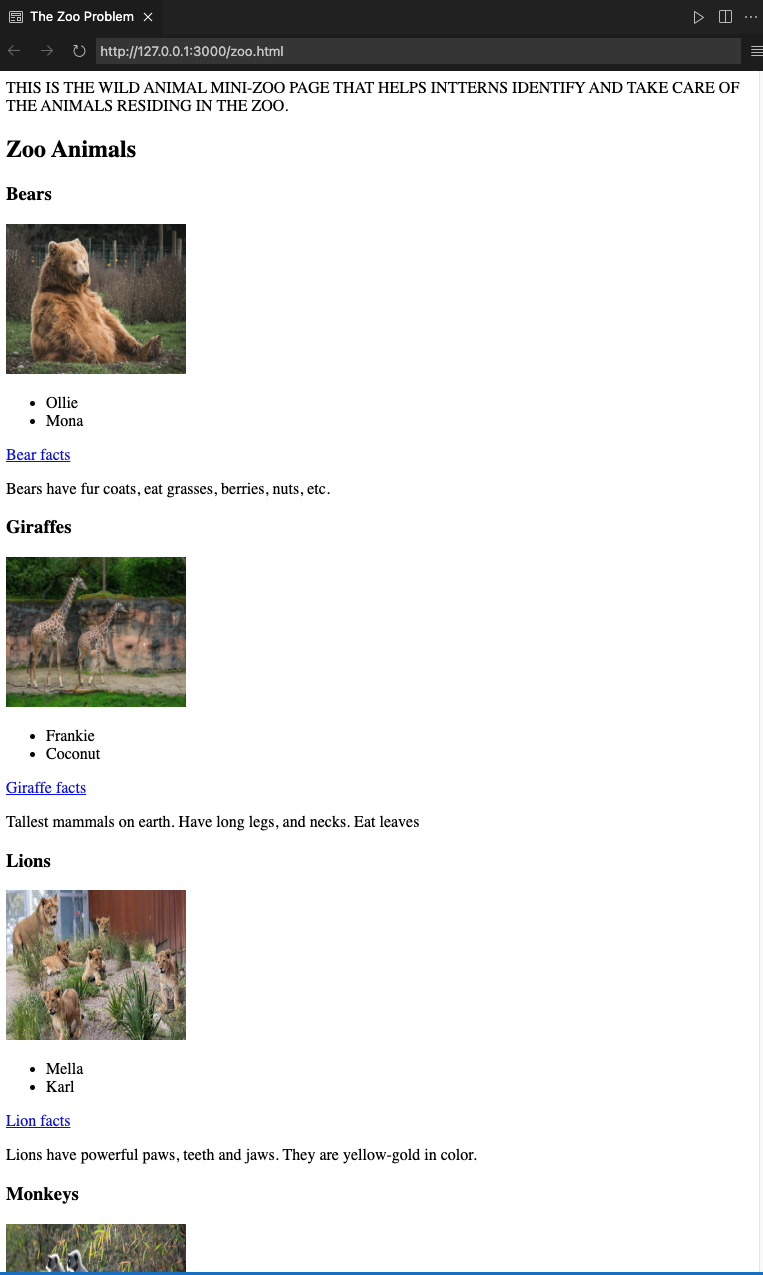 The Zoo Problem
http://127.0.0.1:3000/zoo.html
THIS IS THE WILD ANIMAL MINI-ZOO PAGE THAT HELPS INTTERNS IDENTIFY AND TAKE CARE OF
THE ANIMALS RESIDING IN THE ZOO.
Zoo Animals
Bears
Ollie
Mona
Bear facts
Bears have fur coats, eat grasses, berries, nuts, etc.
Giraffes
Frankie
Coconut
Giraffe facts
Tallest mammals on earth. Have long legs, and necks. Eat leaves
Lions
Mella
Karl
Lion facts
Lions have powerful paws, teeth and jaws. They are yellow-gold in color.
Monkeys